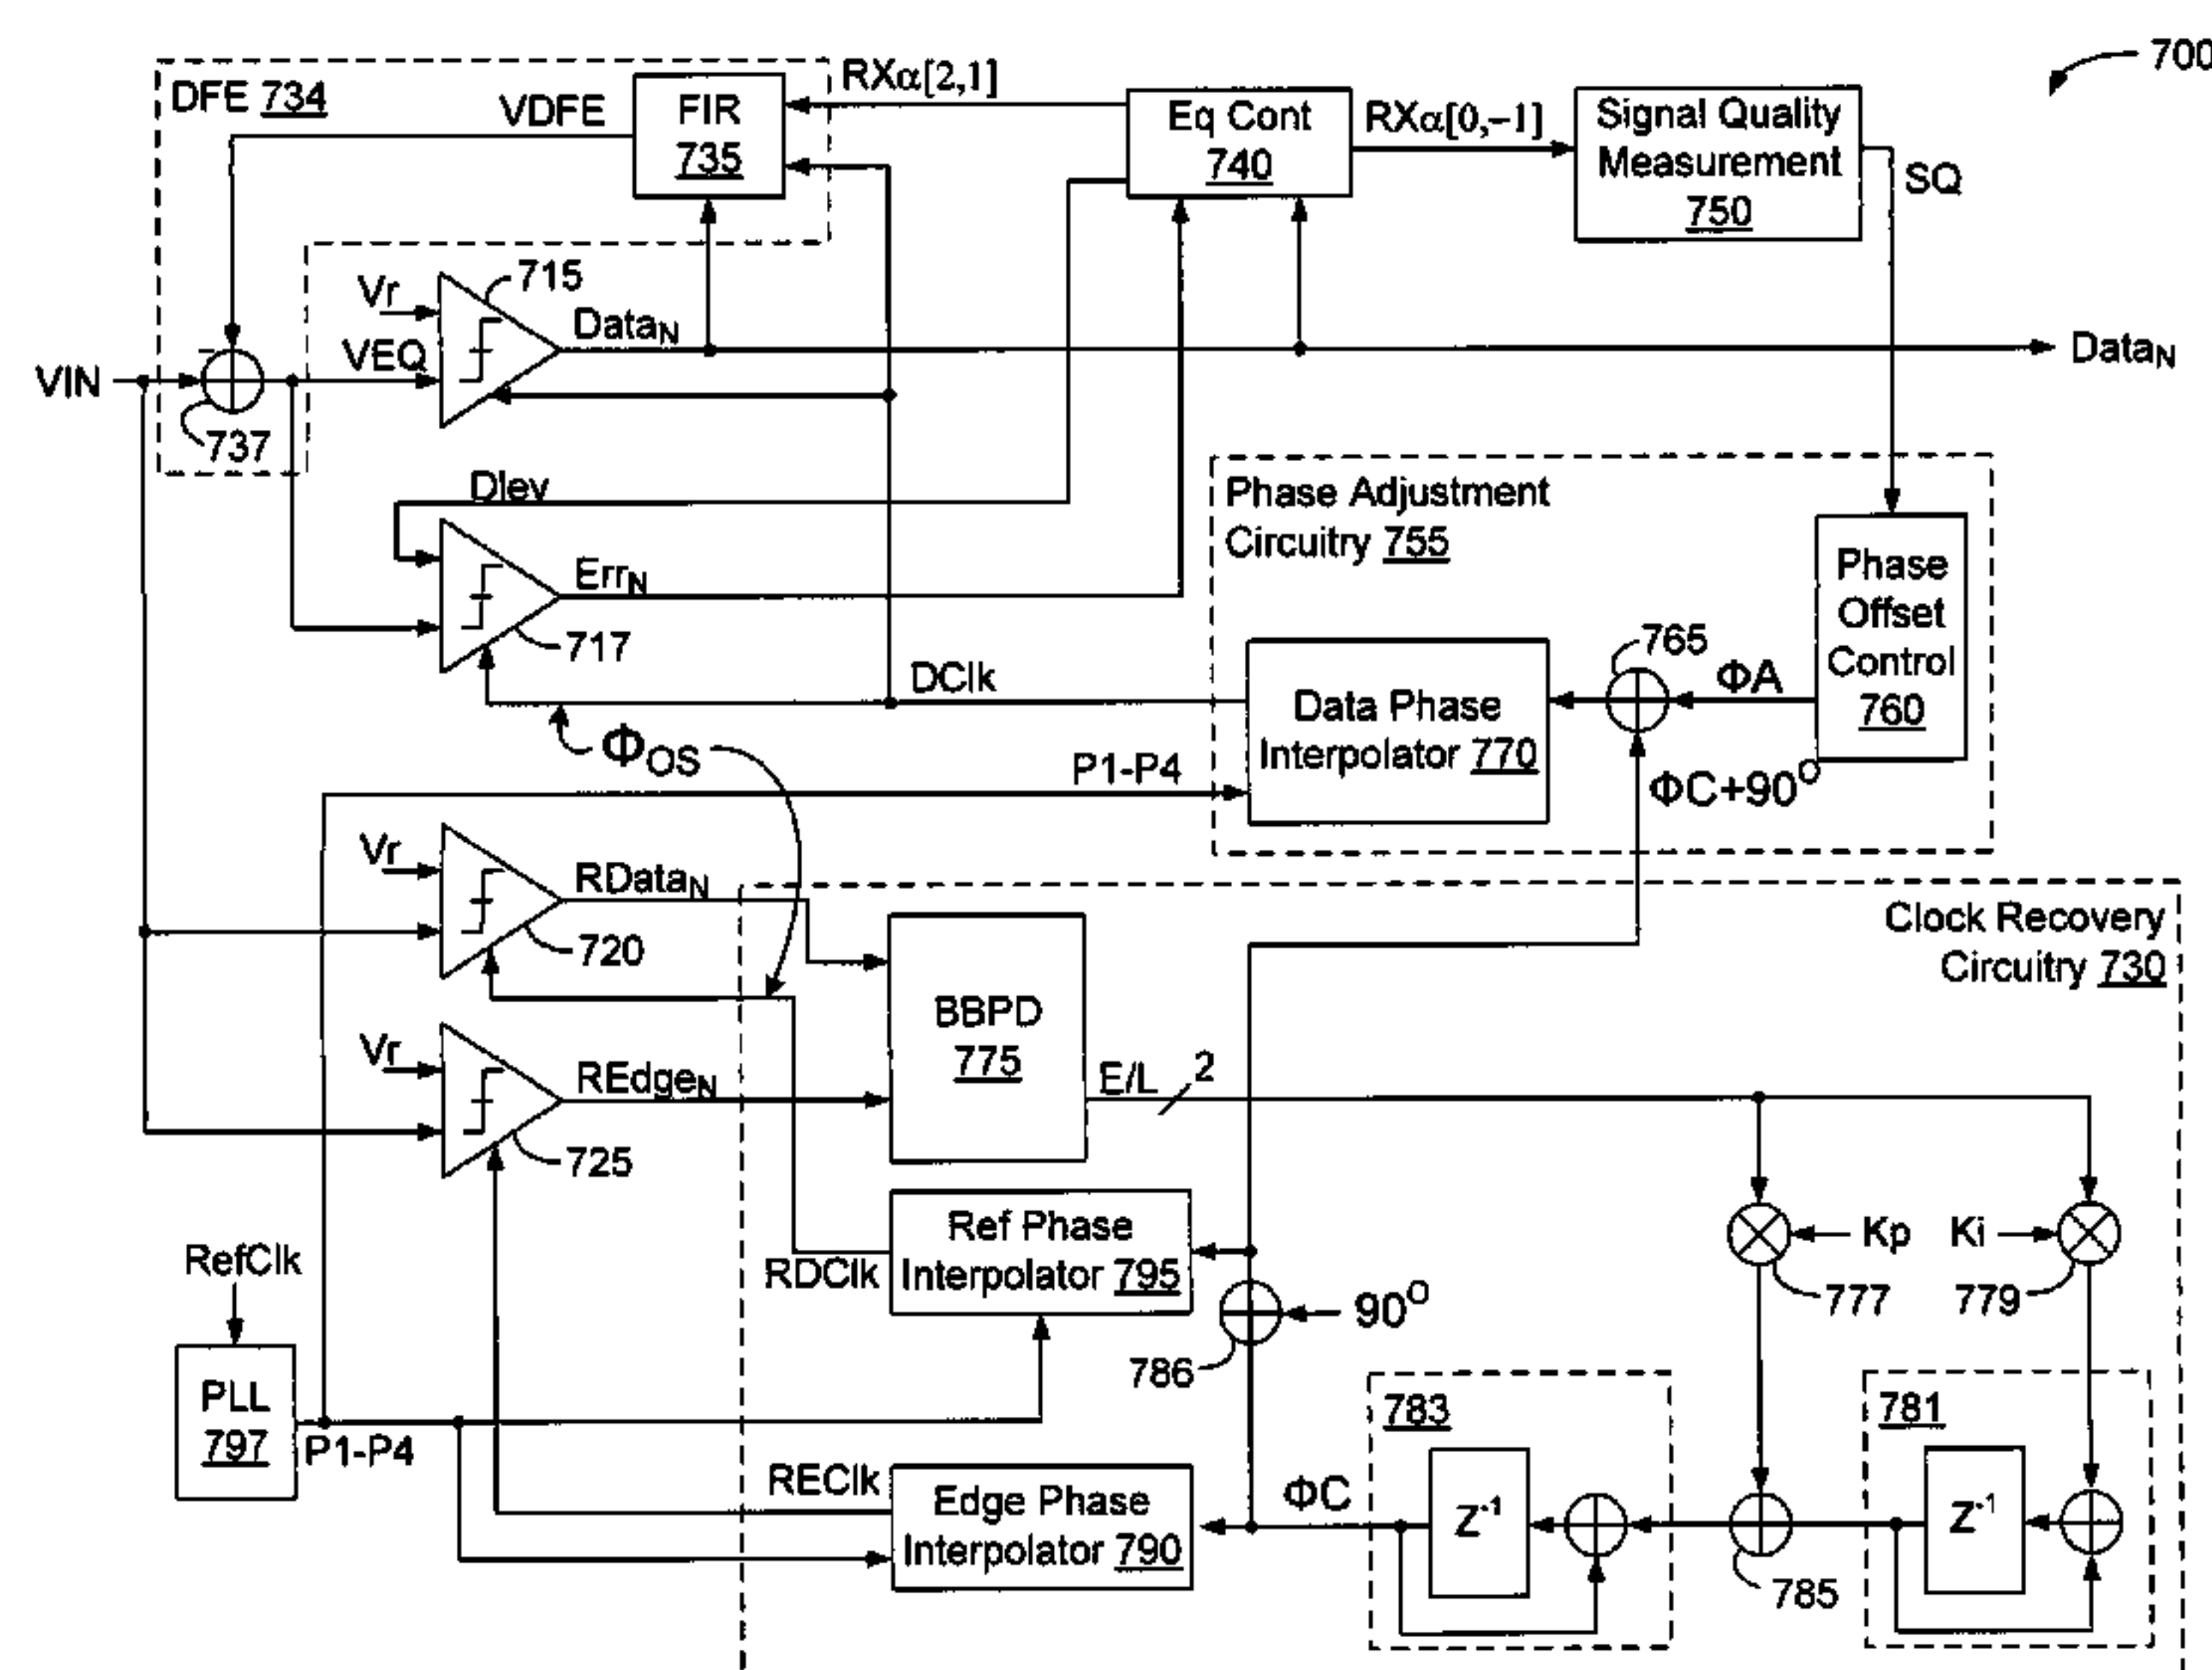 700
DFE 734
VDFE
FIR
735
RXα[2,1]
Eq Cont
740
RXα[0,–1]
Signal Quality
Measurement
750
SQ
Vr
715
DataN
VIN
VEQ
737
DataN
Dlev
ErrN
717
Phase Adjustment
Circuitry 755
Phase
Offset
Control
760
765
ΦA
DClk
Data Phase
Interpolator 770
ΦOS
P1-P4
ΦC+90°
Vr
RDataN
720
Clock Recovery
Circuitry 730
BBPD
775
Vr
REdgeN
725
E/L
2
RefClk
RDClk
Ref Phase
Interpolator 795
Kp
Ki
777
779
90°
786
PLL
797
P1-P4
783
781
REClk
Edge Phase
Interpolator 790
ΦC
Z-1
Z-1
785